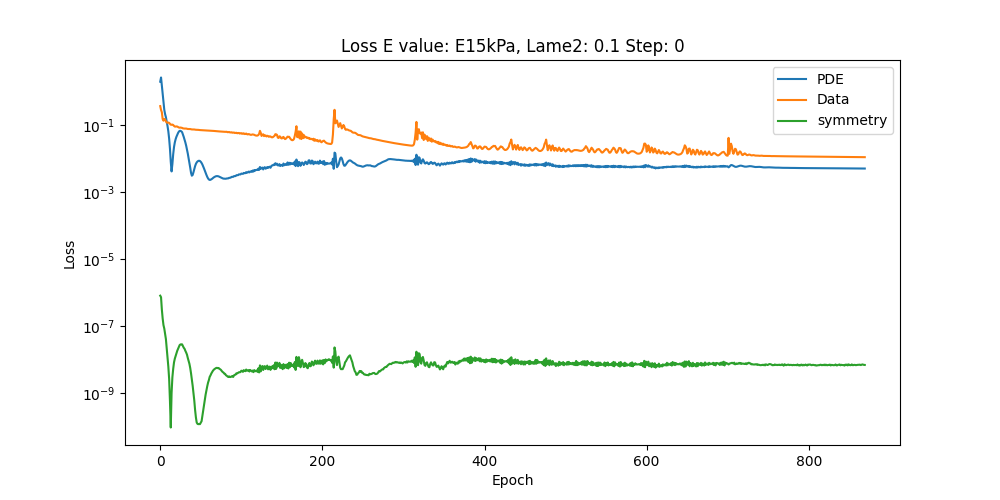 Loss E value: E15kPa, Lame2: 0.1 Step: 0
PDE
Data
symmetry
10⁻¹
10⁻³
10⁻⁵
10⁻⁷
10⁻⁹
Loss
0 200 400 600 800
Epoch